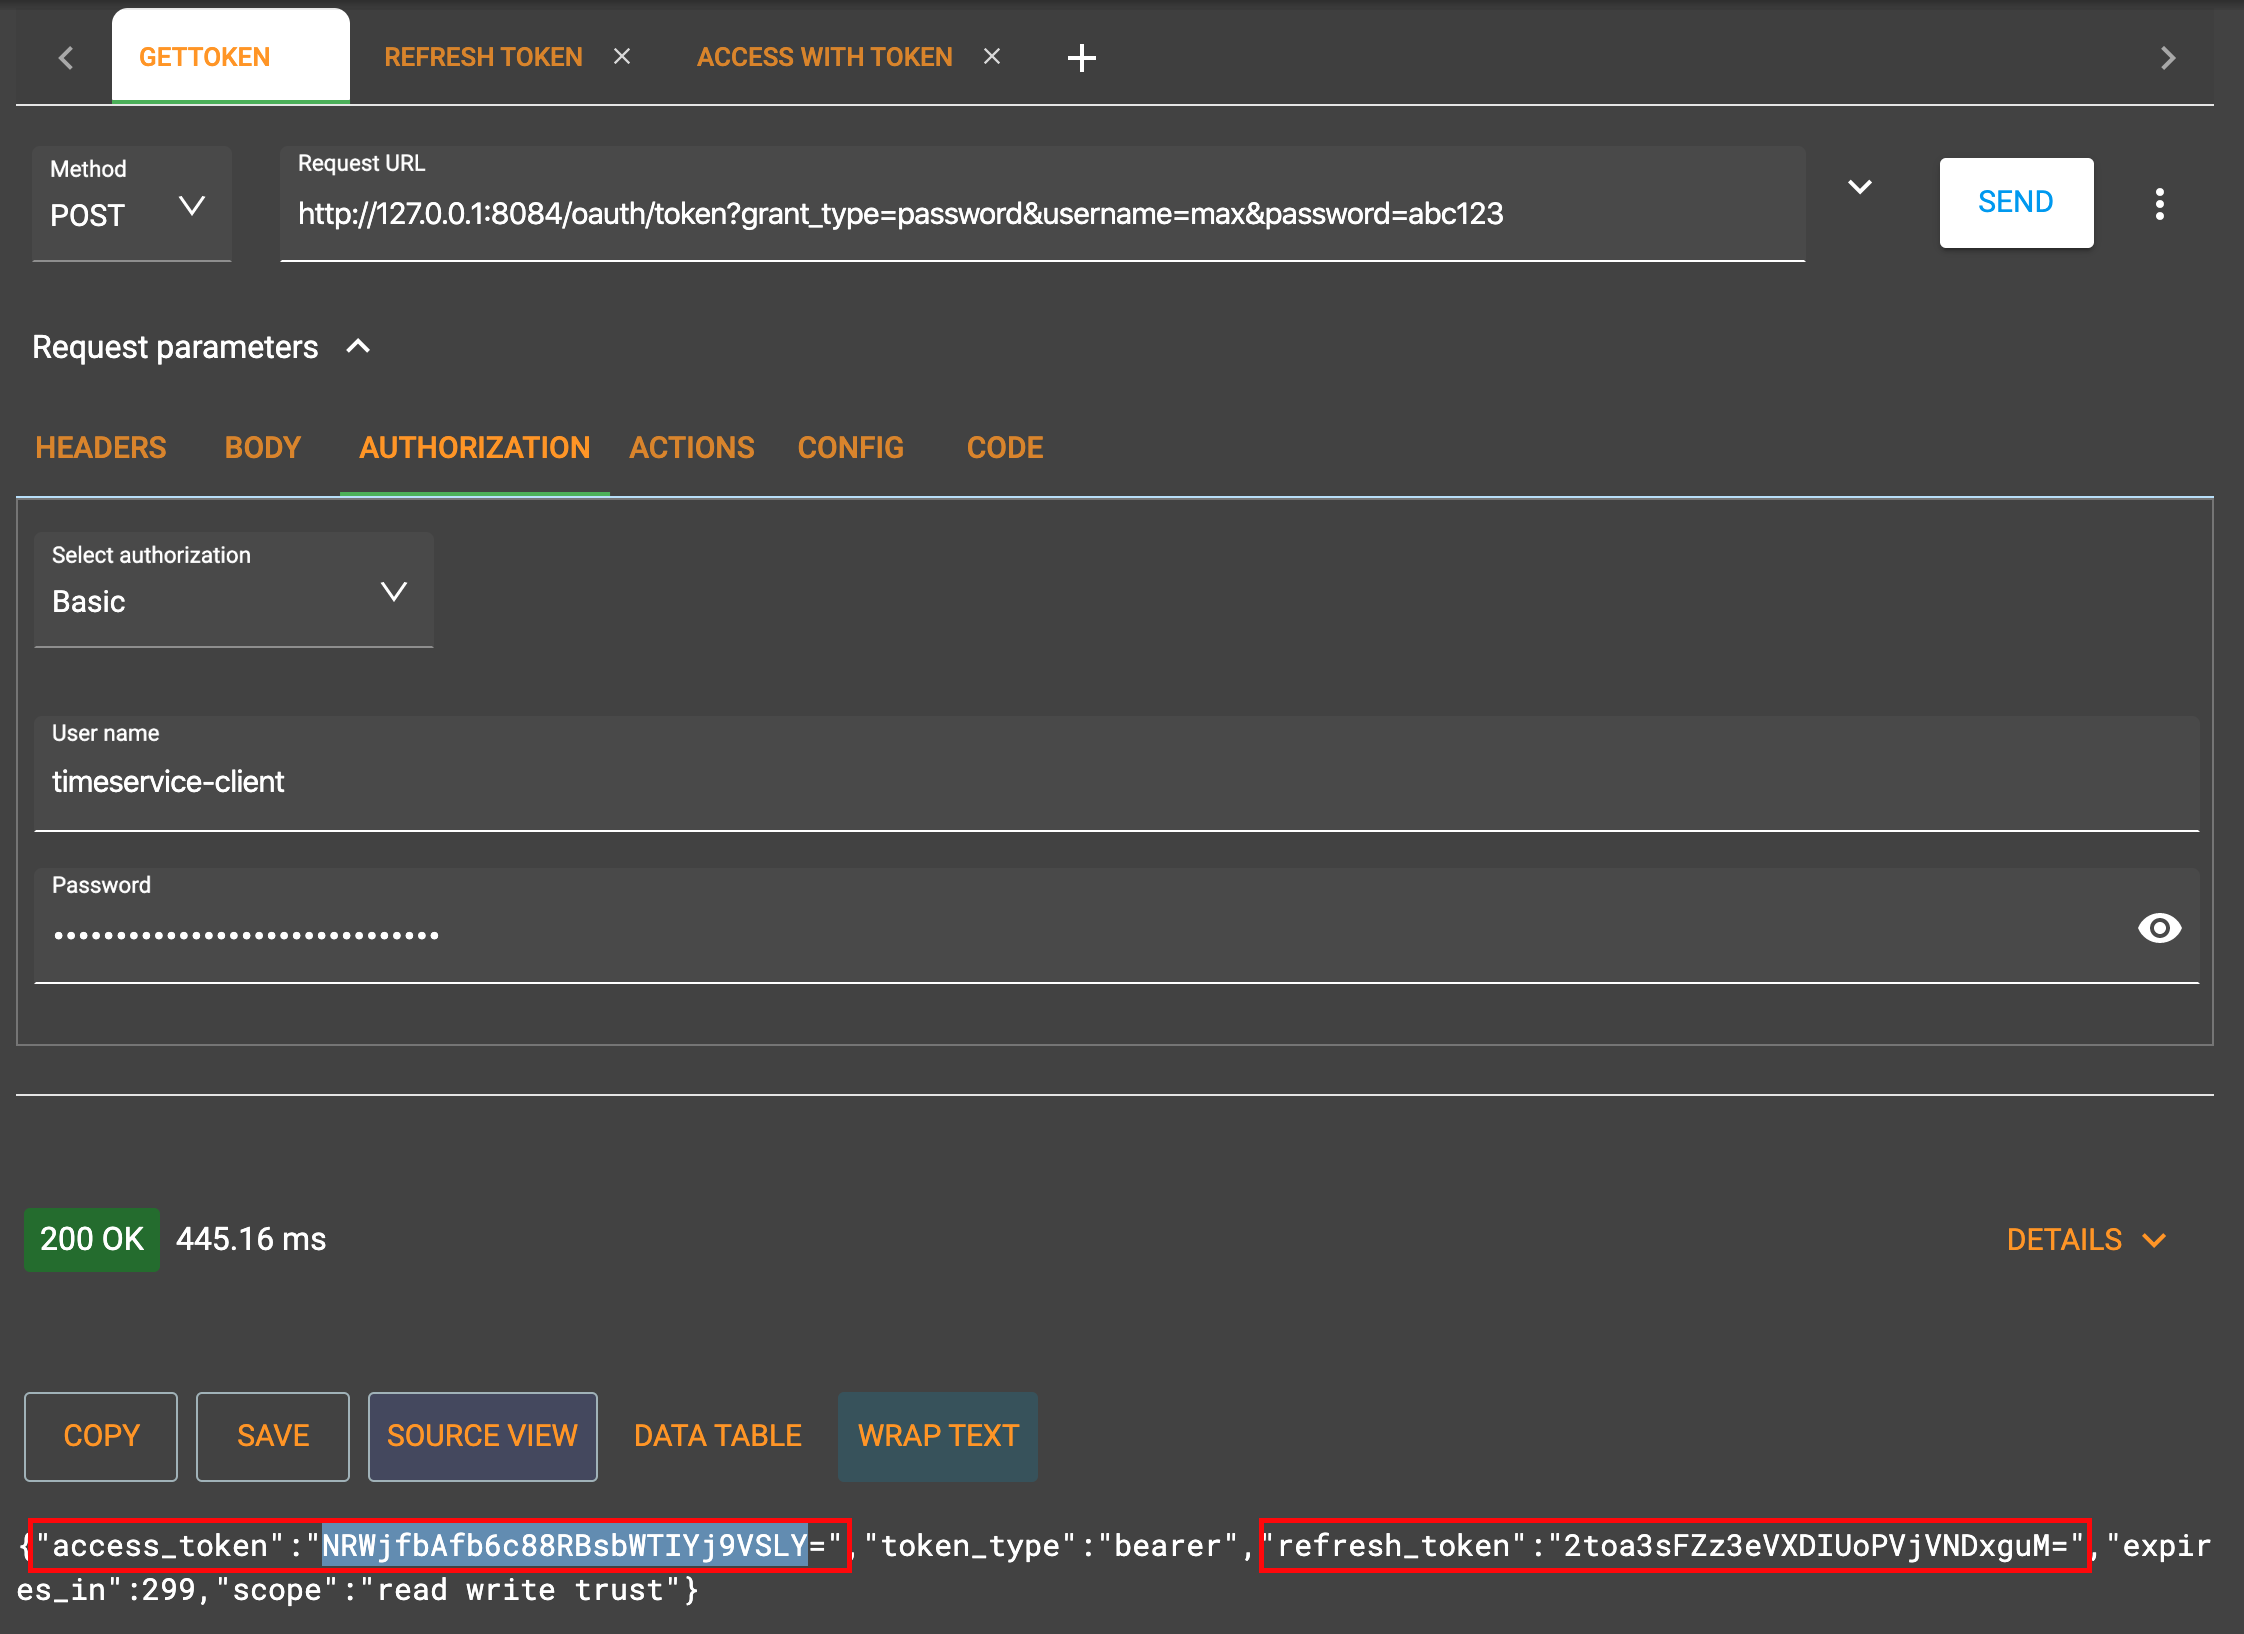 GETTOKEN REFRESH TOKEN ACCESS WITH TOKEN
Method
POST
Request URL
http://127.0.0.1:8084/oauth/token?grant_type=password&username=max&password=abc123
SEND
Request parameters
HEADERS BODY AUTHORIZATION ACTIONS CONFIG CODE
Select authorization
Basic
User name
timeservice-client
Password
•••••••••••••••••••••••••••••••
200 OK 445.16 ms DETAILS
COPY SAVE SOURCE VIEW DATA TABLE WRAP TEXT
{"access_token":"NRWjfbAfb6c88RBsbWTIYj9VSLY=","token_type":"bearer","refresh_token":"2toa3sFZz3eVXDIUoPVjVNDxguM=","expir
es_in":299,"scope":"read write trust"}